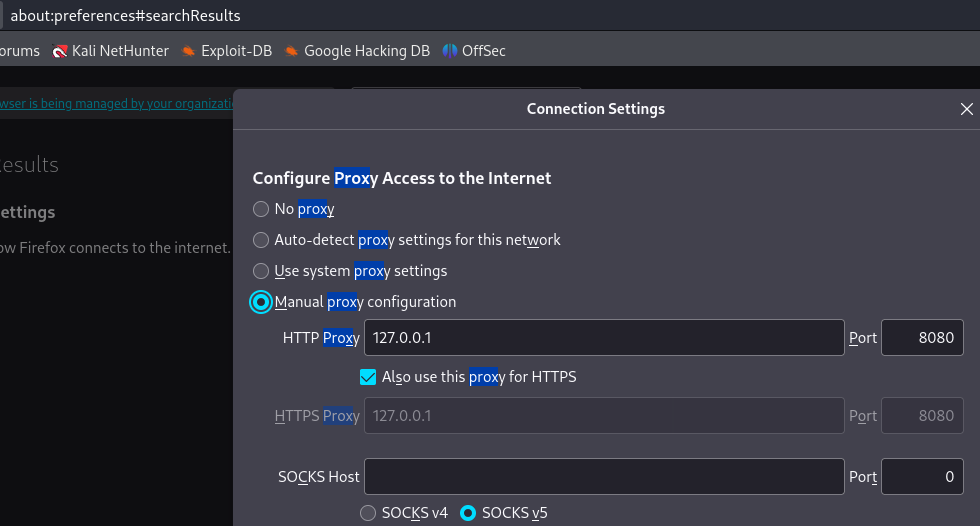 about:preferences#searchResults
orums Kali NetHunter Exploit-DB Google Hacking DB OffSec
wser is being managed by your organizati
Connection Settings
esults
Configure Proxy Access to the Internet
No proxy
ettings
Auto-detect proxy settings for this network
ow Firefox connects to the internet.
Use system proxy settings
Manual proxy configuration
HTTP Proxy 127.0.0.1 Port 8080
Also use this proxy for HTTPS
HTTPS Proxy 127.0.0.1 Port 8080
SOCKS Host Port 0
SOCKS v4 SOCKS v5